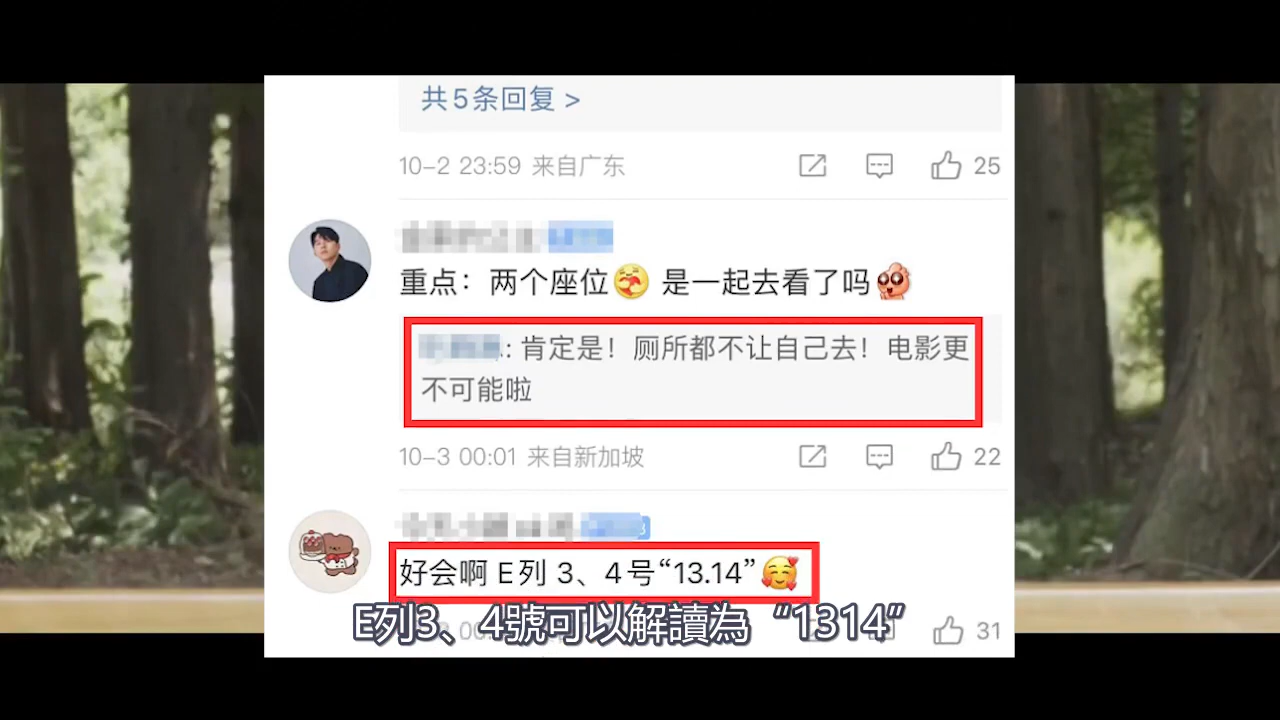 共5条回复 >
10-2 23:59 来自广东
25
重点：两个座位 是一起去看了吗
: 肯定是！厕所都不让自己去！电影更
不可能啦
10-3 00:01 来自新加坡
22
好会啊 E列 3、4号“13.14”
E列3、4號可以解讀為“1314”
31